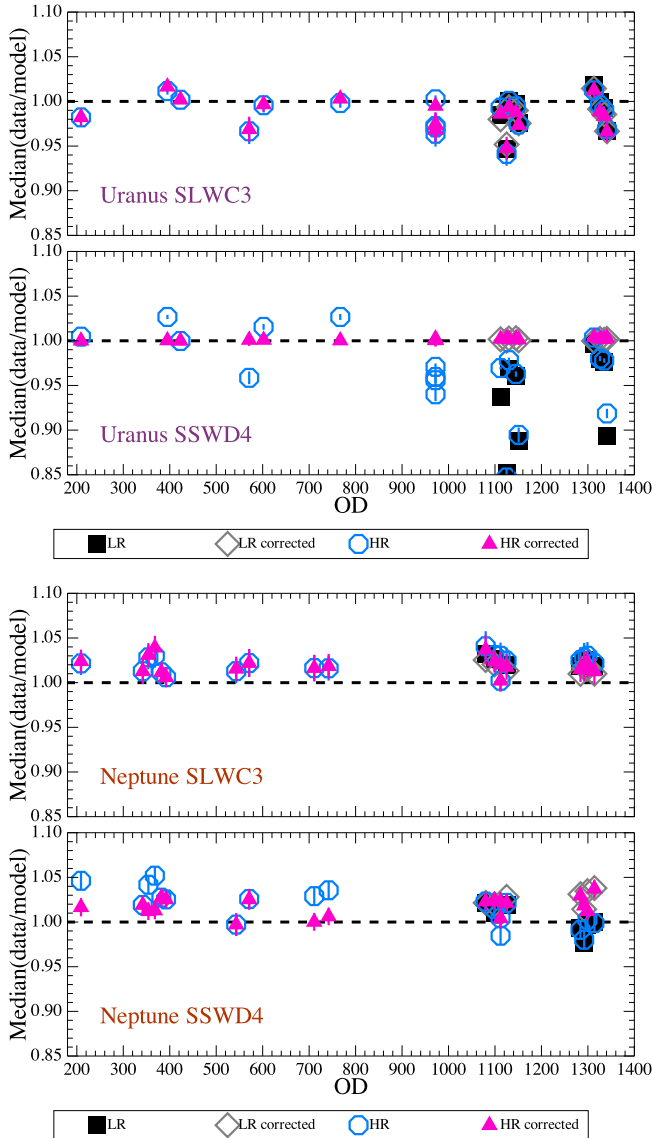 1.10
1.05
1.00
0.95
0.90
0.85
Median(data/model)
Uranus SLWC3
1.10
1.05
1.00
0.95
0.90
0.85
Median(data/model)
Uranus SSWD4
200 300 400 500 600 700 800 900 1000 1100 1200 1300 1400
OD
LR LR corrected HR HR corrected
1.10
1.05
1.00
0.95
0.90
0.85
Median(data/model)
Neptune SLWC3
1.10
1.05
1.00
0.95
0.90
0.85
Median(data/model)
Neptune SSWD4
200 300 400 500 600 700 800 900 1000 1100 1200 1300 1400
OD
LR LR corrected HR HR corrected